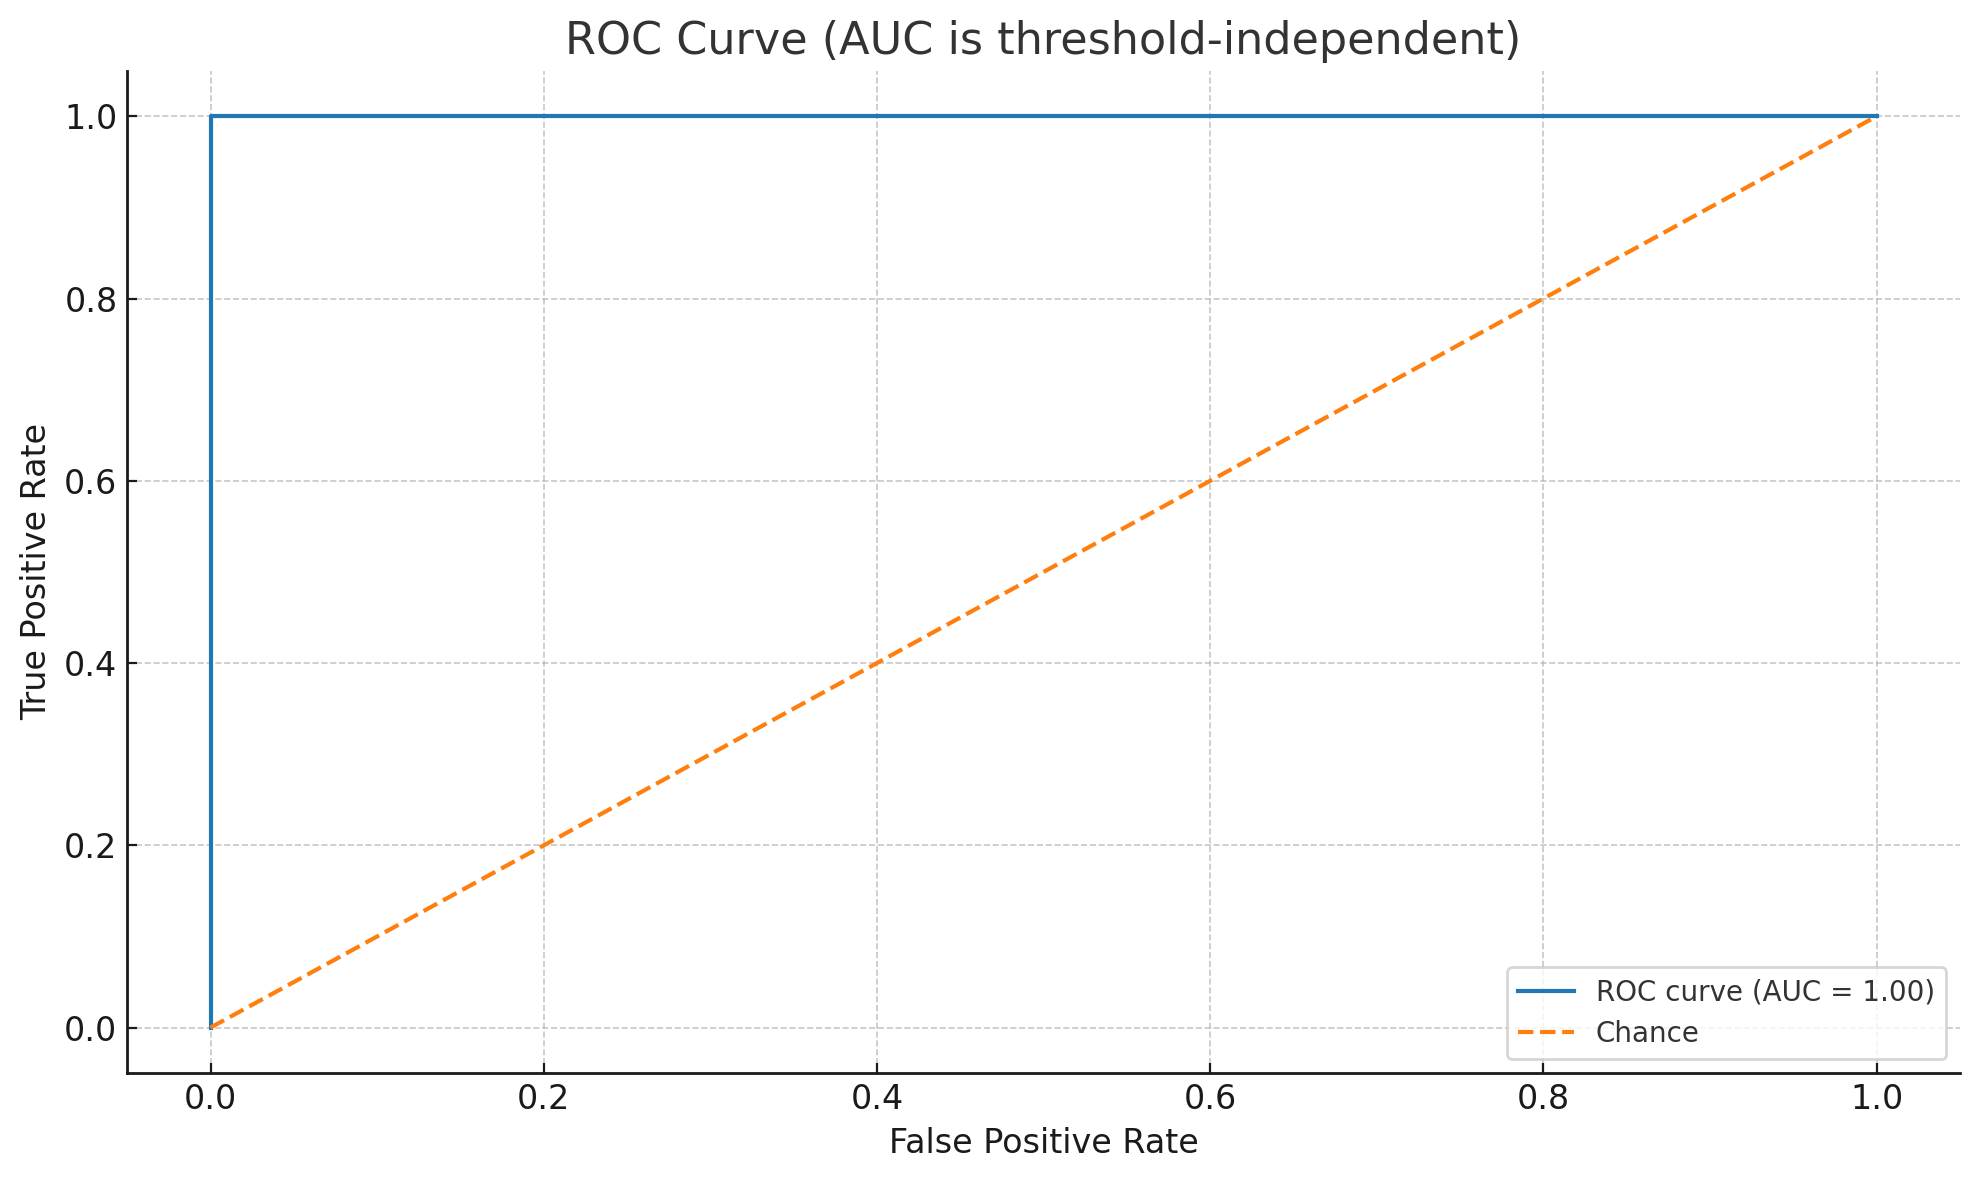 ROC Curve (AUC is threshold-independent)
True Positive Rate
1.0
0.8
0.6
0.4
0.2
0.0
ROC curve (AUC = 1.00)
Chance
0.0 0.2 0.4 0.6 0.8 1.0
False Positive Rate